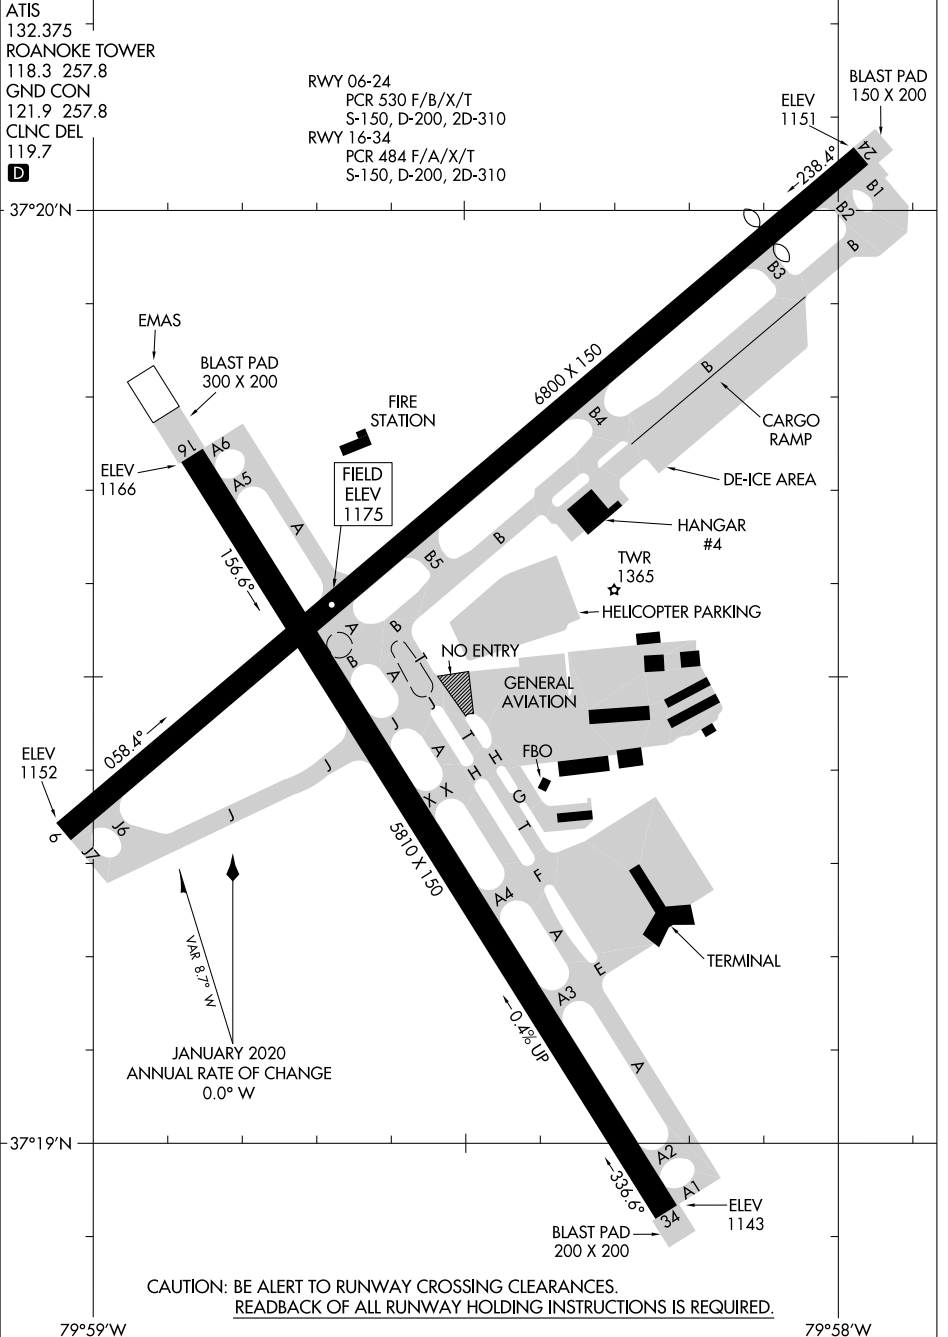 ATIS
132.375
ROANOKE TOWER
118.3 257.8
GND CON
121.9 257.8
CLNC DEL
119.7
D
RWY 06-24
PCR 530 F/B/X/T
S-150, D-200, 2D-310
RWY 16-34
PCR 484 F/A/X/T
S-150, D-200, 2D-310
BLAST PAD
150 X 200
ELEV
1151
24
238.4°
B1
B2
B
B3
37°20'N
EMAS
BLAST PAD
300 X 200
6800 X 150
B
FIRE
STATION
B4
CARGO
RAMP
16
A6
ELEV
1166
A5
FIELD
ELEV
1175
DE-ICE AREA
A
HANGAR
#4
B
B5
156.6°
TWR
1365
HELICOPTER PARKING
A
B
B
T
NO ENTRY
A
J
GENERAL
AVIATION
J
T
058.4°
A
H
FBO
ELEV
1152
J
H
X
X
G
J
J6
T
6
J7
5810 X 150
F
A4
VAR 8.7° W
A
TERMINAL
E
A3
0.4% UP
JANUARY 2020
ANNUAL RATE OF CHANGE
0.0° W
A
37°19'N
A2
336.6°
A1
34
ELEV
1143
BLAST PAD
200 X 200
CAUTION: BE ALERT TO RUNWAY CROSSING CLEARANCES.
READBACK OF ALL RUNWAY HOLDING INSTRUCTIONS IS REQUIRED.
79°59'W
79°58'W